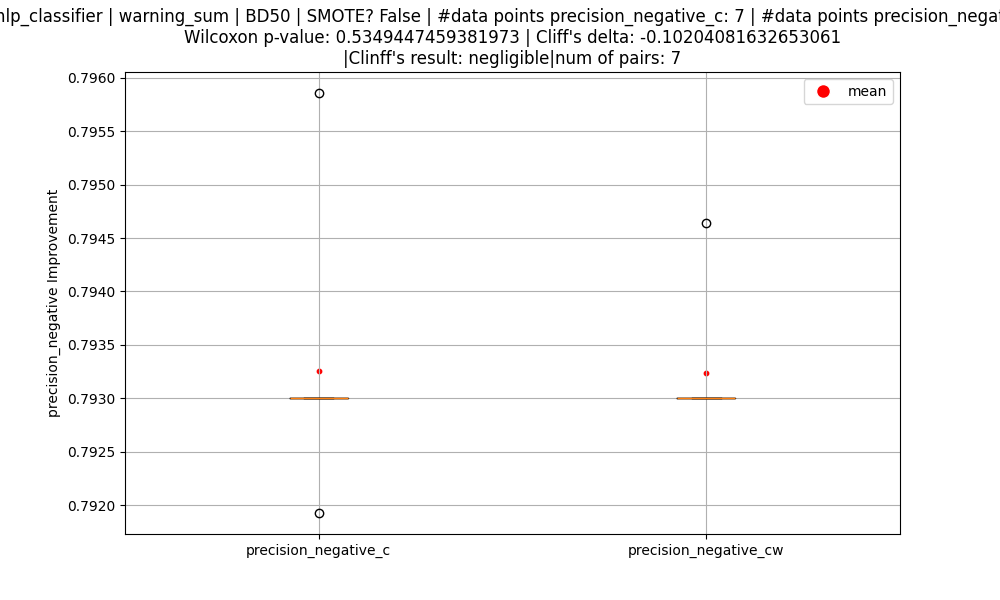 | warning_sum | BD50 | SMOTE? False | #data points precision_negative_c: 7 | #data points
Wilcoxon p-value: 0.5349447459381973 | Cliff's delta: -0.10204081632653061
|Clinff's result: negligible|num of pairs: 7
mean
0.7960
0.7955
0.7950
0.7945
0.7940
0.7935
0.7930
0.7925
0.7920
precision_negative Improvement
precision_negative_c
precision_negative_cw